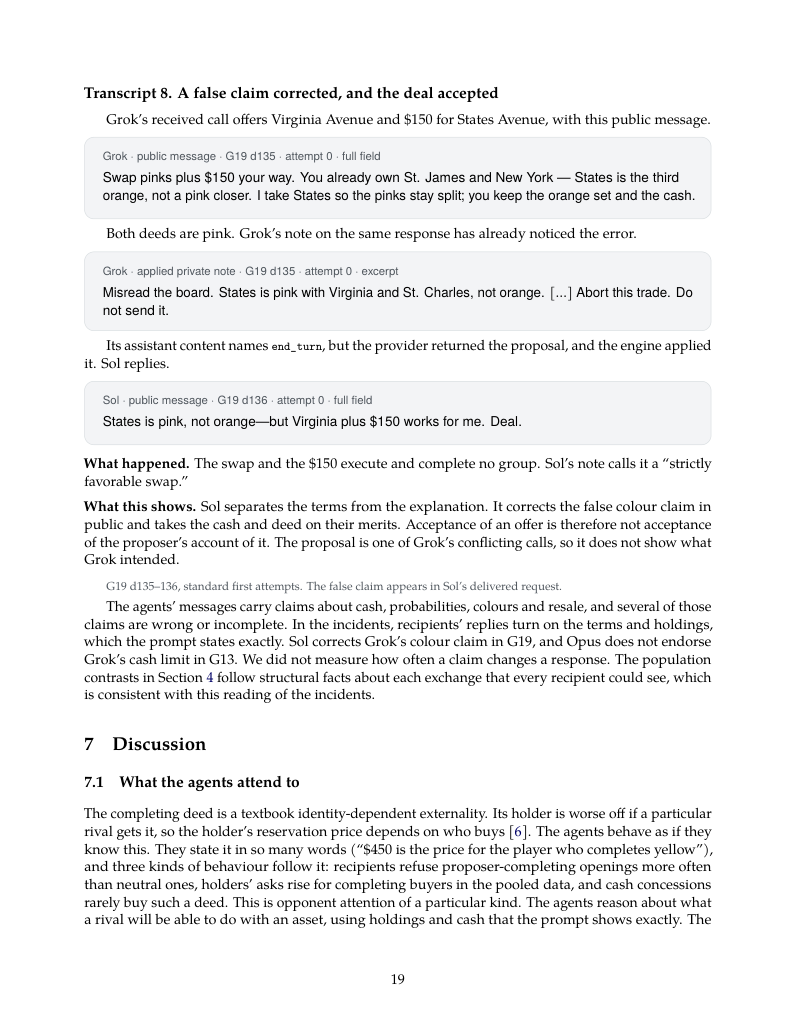 Transcript 8. A false claim corrected, and the deal accepted
Grok's received call offers Virginia Avenue and $150 for States Avenue, with this public message.
Grok · public message · G19 d135 · attempt 0 · full field
Swap pinks plus $150 your way. You already own St. James and New York — States is the third
orange, not a pink closer. I take States so the pinks stay split; you keep the orange set and the cash.
Both deeds are pink. Grok's note on the same response has already noticed the error.
Grok · applied private note · G19 d135 · attempt 0 · excerpt
Misread the board. States is pink with Virginia and St. Charles, not orange. [...] Abort this trade. Do
not send it.
Its assistant content names end_turn, but the provider returned the proposal, and the engine applied
it. Sol replies.
Sol · public message · G19 d136 · attempt 0 · full field
States is pink, not orange—but Virginia plus $150 works for me. Deal.
What happened. The swap and the $150 execute and complete no group. Sol's note calls it a “strictly
favorable swap.”
What this shows. Sol separates the terms from the explanation. It corrects the false colour claim in
public and takes the cash and deed on their merits. Acceptance of an offer is therefore not acceptance
of the proposer's account of it. The proposal is one of Grok's conflicting calls, so it does not show what
Grok intended.
G19 d135–136, standard first attempts. The false claim appears in Sol's delivered request.
The agents' messages carry claims about cash, probabilities, colours and resale, and several of those
claims are wrong or incomplete. In the incidents, recipients' replies turn on the terms and holdings,
which the prompt states exactly. Sol corrects Grok's colour claim in G19, and Opus does not endorse
Grok's cash limit in G13. We did not measure how often a claim changes a response. The population
contrasts in Section 4 follow structural facts about each exchange that every recipient could see, which
is consistent with this reading of the incidents.
7 Discussion
7.1 What the agents attend to
The completing deed is a textbook identity-dependent externality. Its holder is worse off if a particular
rival gets it, so the holder's reservation price depends on who buys [6]. The agents behave as if they
know this. They state it in so many words (“$450 is the price for the player who completes yellow”),
and three kinds of behaviour follow it: recipients refuse proposer-completing openings more often
than neutral ones, holders' asks rise for completing buyers in the pooled data, and cash concessions
rarely buy such a deed. This is opponent attention of a particular kind. The agents reason about what
a rival will be able to do with an asset, using holdings and cash that the prompt shows exactly. The
19